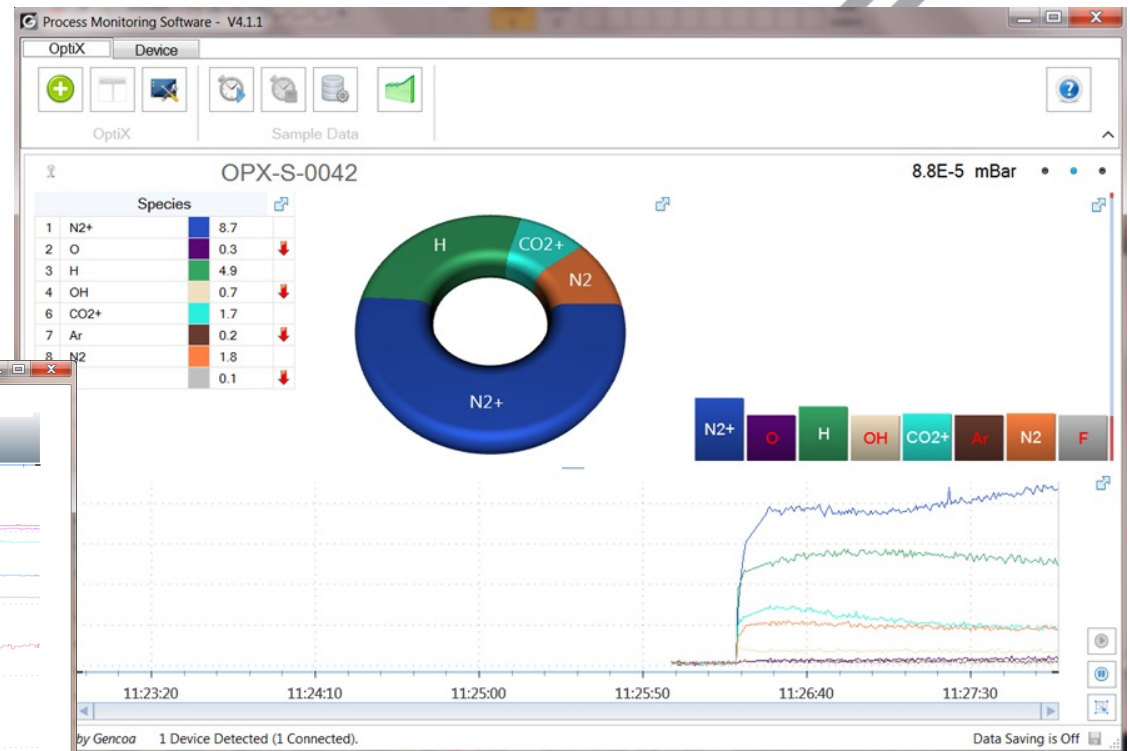 Process Monitoring Software - V4.1.1
OptiX Device
OptiX Sample Data
OPX-S-0042 8.8E-5 mBar
Species
1 N2+ 8.7
2 O 0.3
3 H 4.9
4 OH 0.7
6 CO2+ 1.7
7 Ar 0.2
8 N2 1.8
0.1
H CO2+ N2 N2+
N2+ O H OH CO2+ Ar N2 F
11:23:20 11:24:10 11:25:00 11:25:50 11:26:40 11:27:30
by Gencoa 1 Device Detected (1 Connected). Data Saving is Off